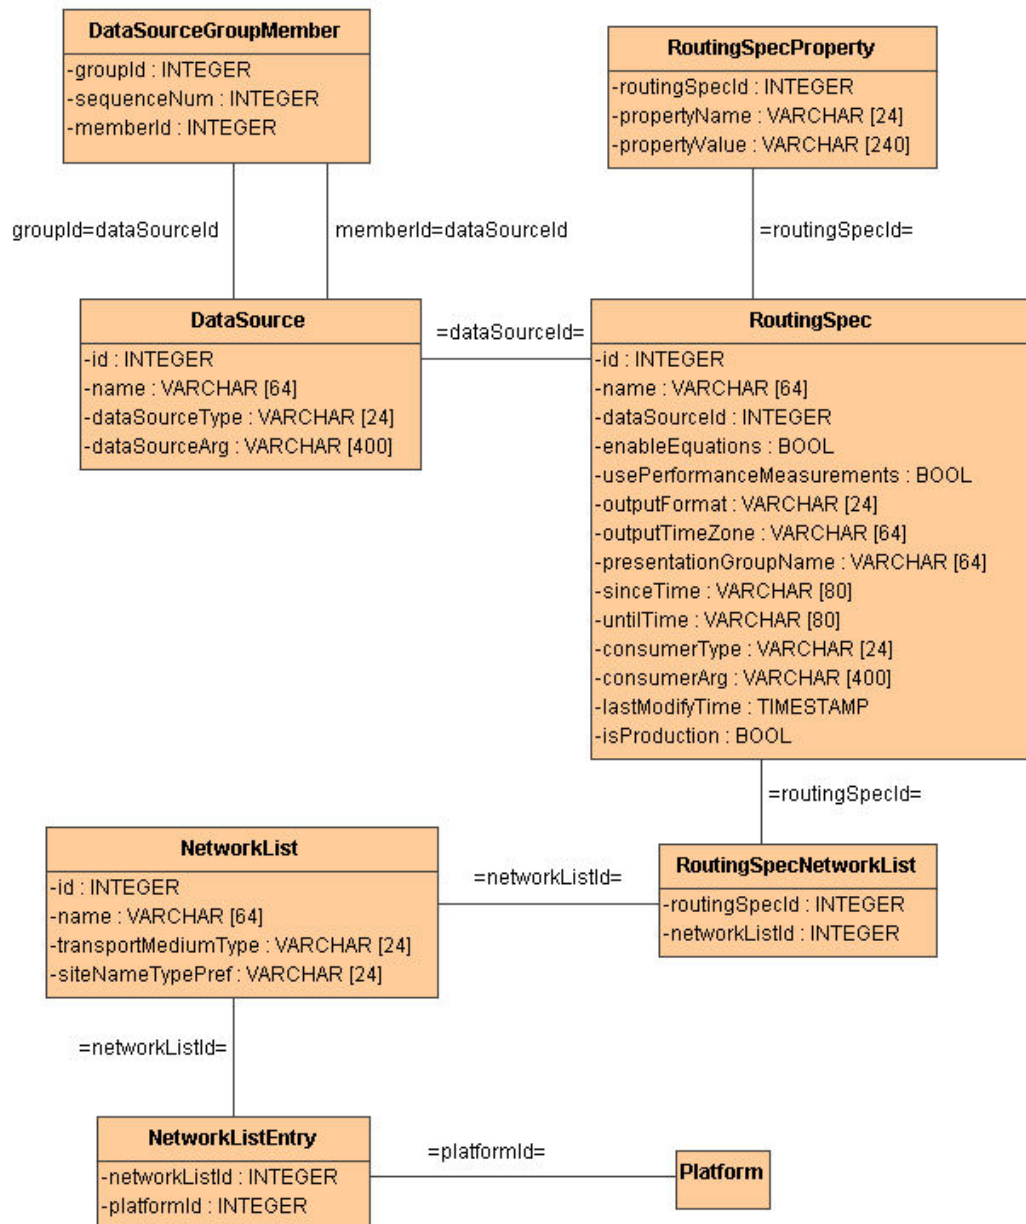 DataSourceGroupMember
-groupId : INTEGER
-sequenceNum : INTEGER
-memberId : INTEGER
RoutingSpecProperty
-routingSpecId : INTEGER
-propertyName : VARCHAR [24]
-propertyValue : VARCHAR [240]
groupId=dataSourceId
memberId=dataSourceId
=routingSpecId=
DataSource
-id : INTEGER
-name : VARCHAR [64]
-dataSourceType : VARCHAR [24]
-dataSourceArg : VARCHAR [400]
=dataSourceId=
RoutingSpec
-id : INTEGER
-name : VARCHAR [64]
-dataSourceId : INTEGER
-enableEquations : BOOL
-usePerformanceMeasurements : BOOL
-outputFormat : VARCHAR [24]
-outputTimeZone : VARCHAR [64]
-presentationGroupName : VARCHAR [64]
-sinceTime : VARCHAR [80]
-untilTime : VARCHAR [80]
-consumerType : VARCHAR [24]
-consumerArg : VARCHAR [400]
-lastModifyTime : TIMESTAMP
-isProduction : BOOL
=routingSpecId=
NetworkList
-id : INTEGER
-name : VARCHAR [64]
-transportMediumType : VARCHAR [24]
-siteNameTypePref : VARCHAR [24]
=networkListId=
RoutingSpecNetworkList
-routingSpecId : INTEGER
-networkListId : INTEGER
=networkListId=
NetworkListEntry
-networkListId : INTEGER
-platformId : INTEGER
=platformId=
Platform